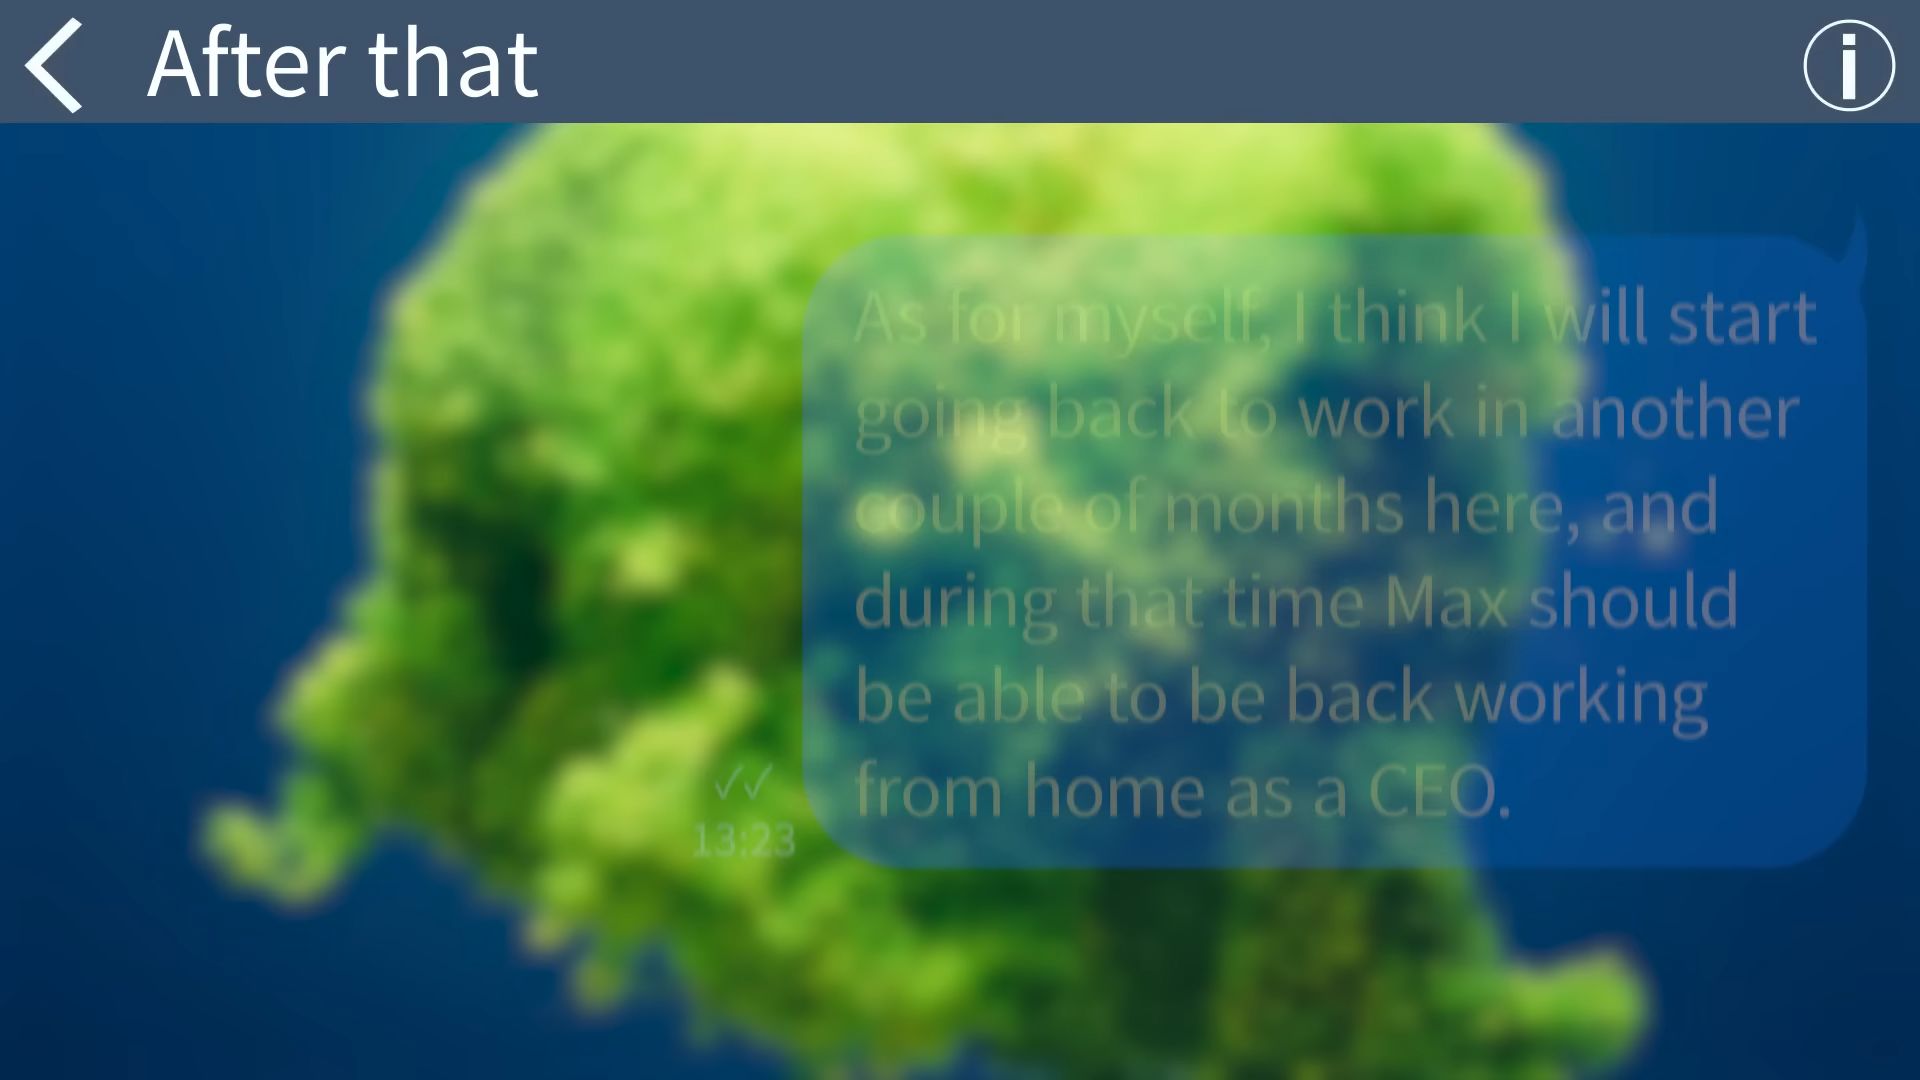 After that
As for myself, I think I will start
going back to work in another
couple of months here, and
during that time Max should
be able to be back working
from home as a CEO.
✓✓
13:23